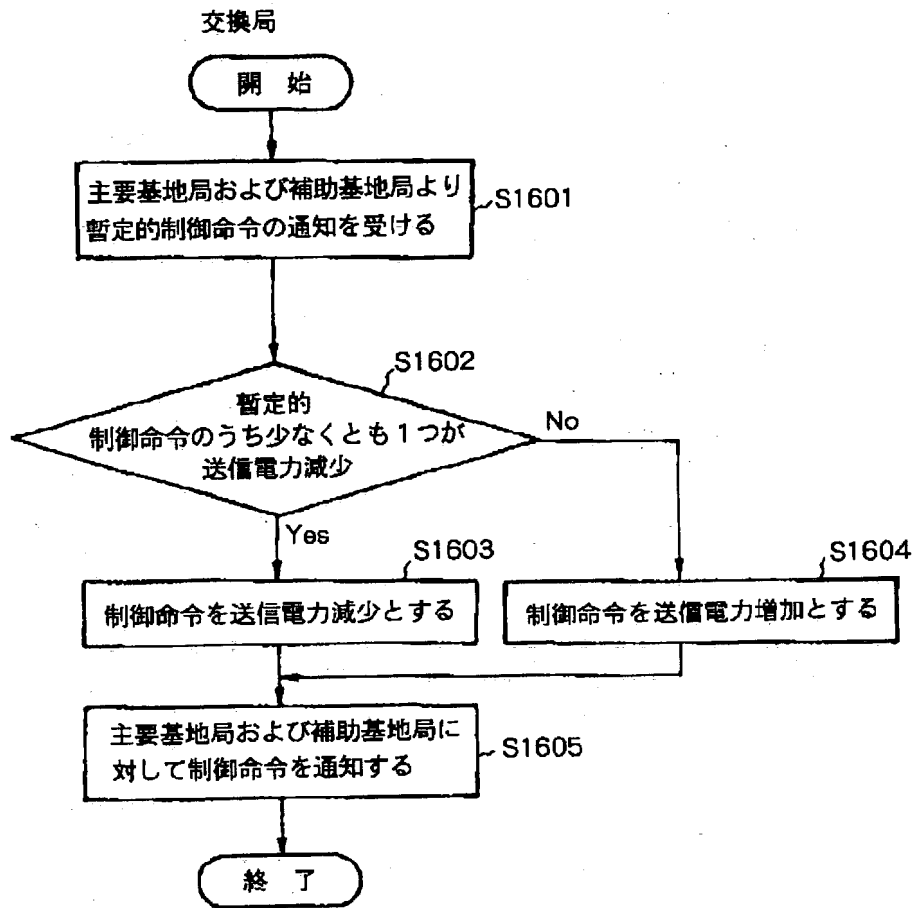 交換局
開 始
主要基地局および補助基地局より
暫定的制御命令の通知を受ける
S1601
S1602
暫定的
制御命令のうち少なくとも１つが
送信電力減少
No
Yes
S1603
制御命令を送信電力減少とする
S1604
制御命令を送信電力増加とする
主要基地局および補助基地局に
対して制御命令を通知する
S1605
終 了